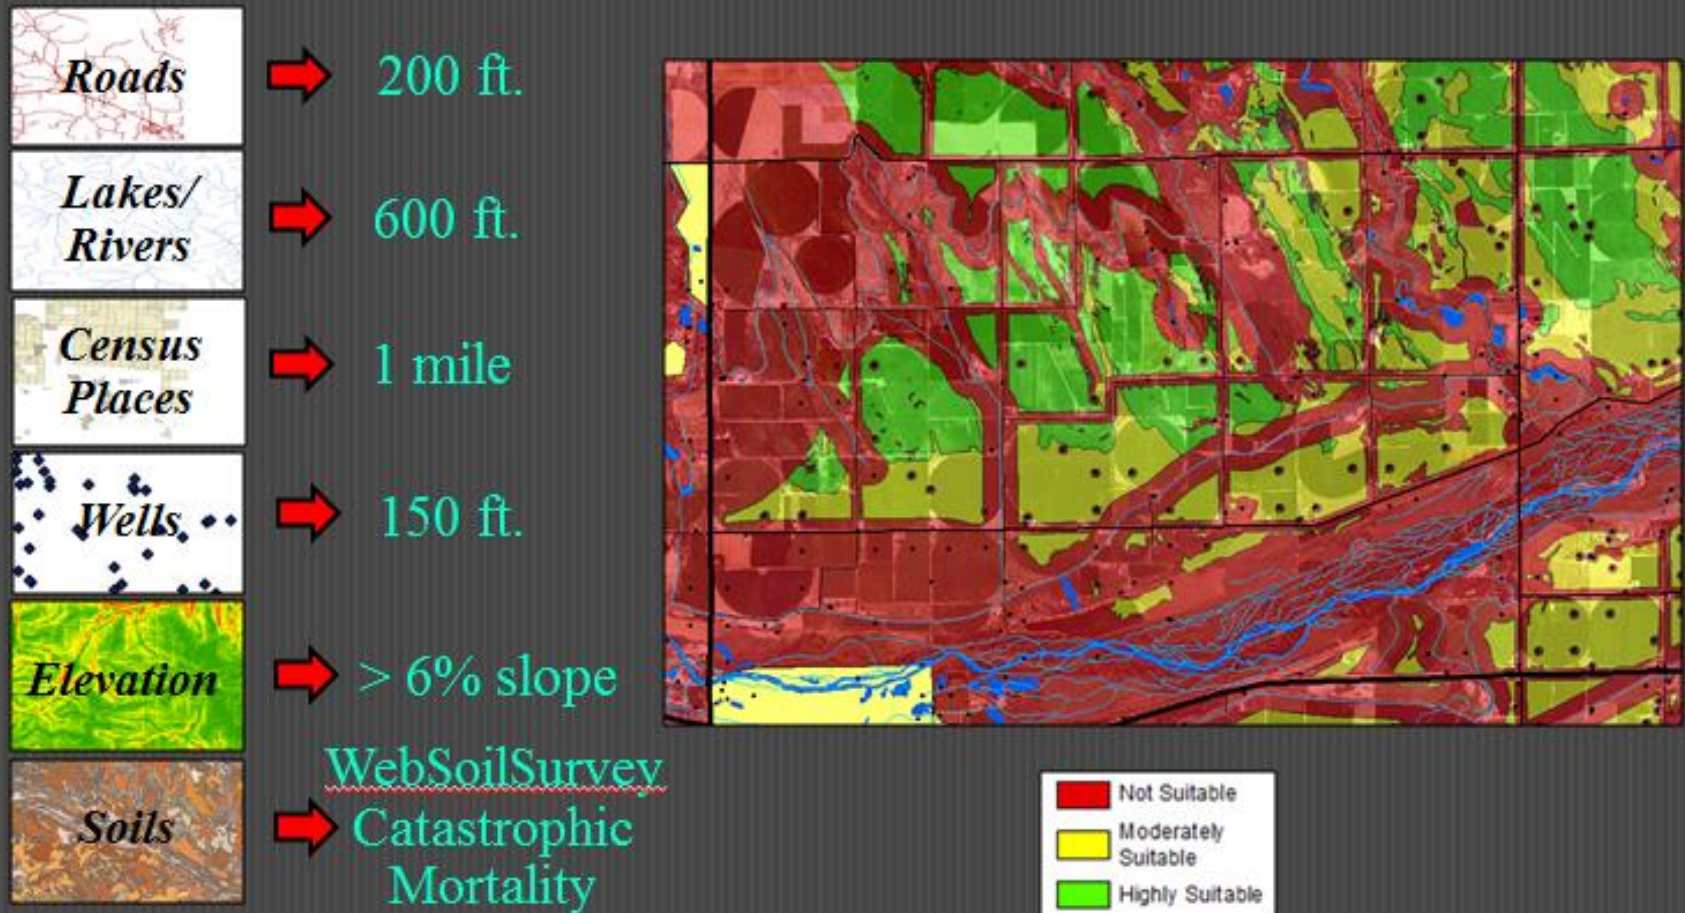 Roads
200 ft.
Lakes/
Rivers
600 ft.
Census
Places
1 mile
Wells
150 ft.
Elevation
> 6% slope
Soils
WebSoilSurvey
Catastrophic
Mortality
Not Suitable
Moderately
Suitable
Highly Suitable